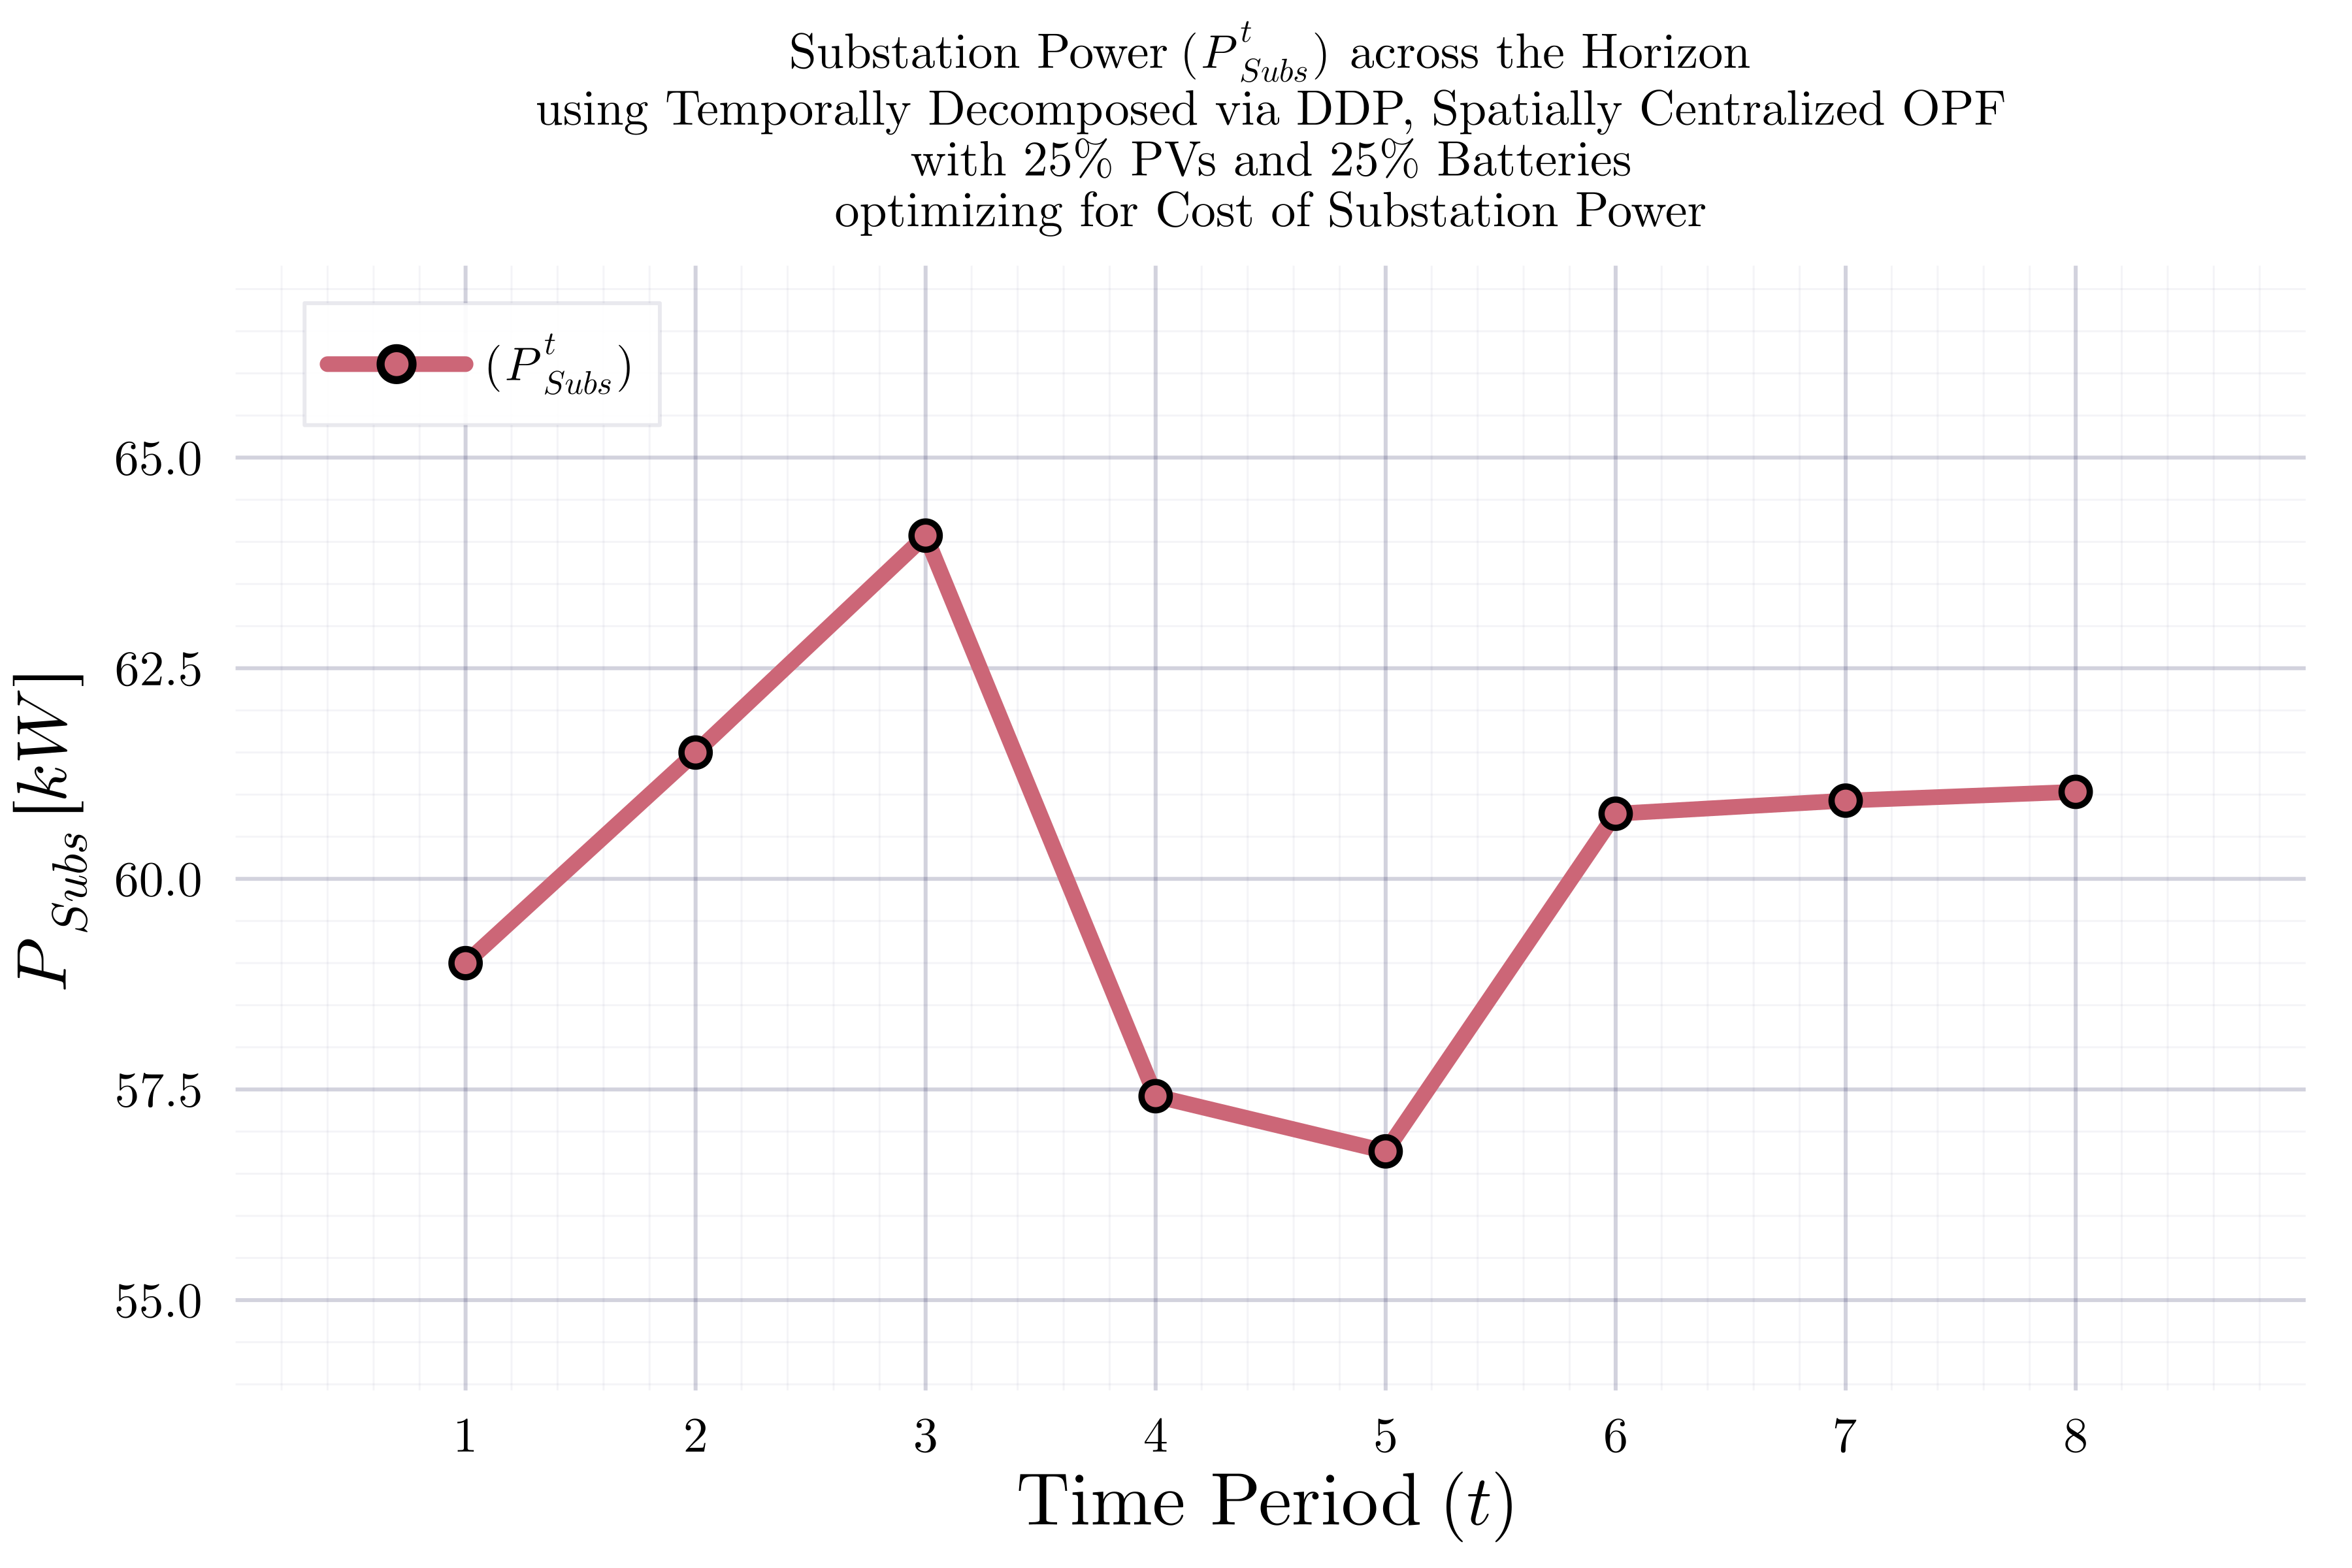 Substation Power (P^t_Subs) across the Horizon
using Temporally Decomposed via DDP, Spatially Centralized OPF
with 25% PVs and 25% Batteries
optimizing for Cost of Substation Power
(P^t_Subs)
65.0
62.5
60.0
57.5
55.0
P_Subs [kW]
1 2 3 4 5 6 7 8
Time Period (t)